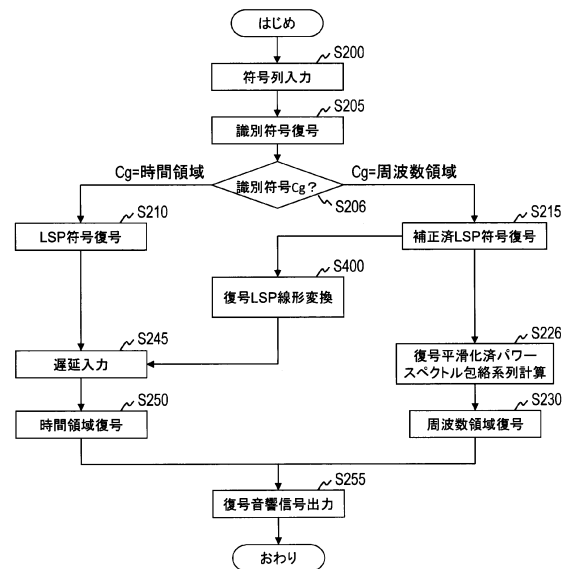 はじめ
S200
符号列入力
S205
識別符号復号
Cg=時間領域
Cg=周波数領域
識別符号Cg?
S206
S210
LSP符号復号
S215
補正済LSP符号復号
S400
復号LSP線形変換
S245
遅延入力
S226
復号平滑化済パワー
スペクトル包絡系列計算
S250
時間領域復号
S230
周波数領域復号
S255
復号音響信号出力
おわり